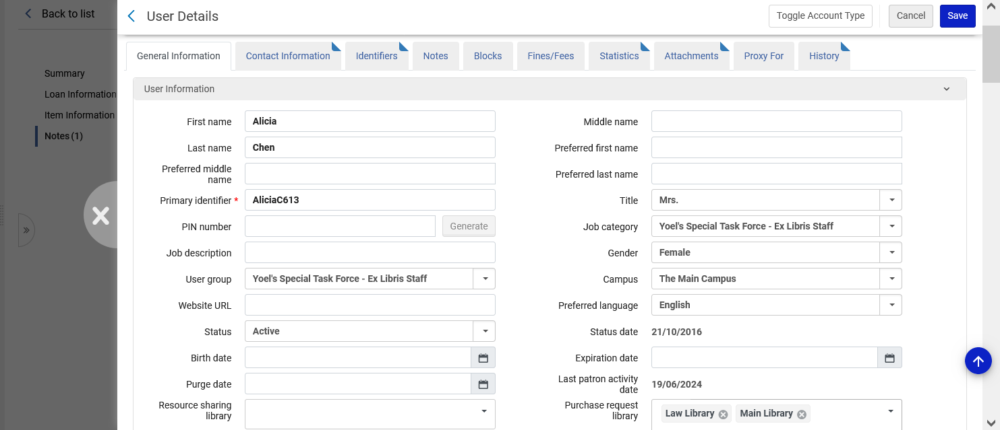 Back to list
User Details
Toggle Account Type
Cancel
Save
Summary
Loan Information
Item Information
Notes (1)
General Information
Contact Information
Identifiers
Notes
Blocks
Fines/Fees
Statistics
Attachments
Proxy For
History
User Information
First name Alicia
Middle name
Last name Chen
Preferred first name
Preferred middle
name
Preferred last name
Primary identifier * AliciaC613
Title Mrs.
PIN number Generate
Job category Yoel's Special Task Force - Ex Libris Staff
Job description
Gender Female
User group Yoel's Special Task Force - Ex Libris Staff
Campus The Main Campus
Website URL
Preferred language English
Status Active
Status date 21/10/2016
Birth date
Expiration date
Purge date
Last patron activity
date 19/06/2024
Resource sharing
library
Purchase request
library Law Library Main Library